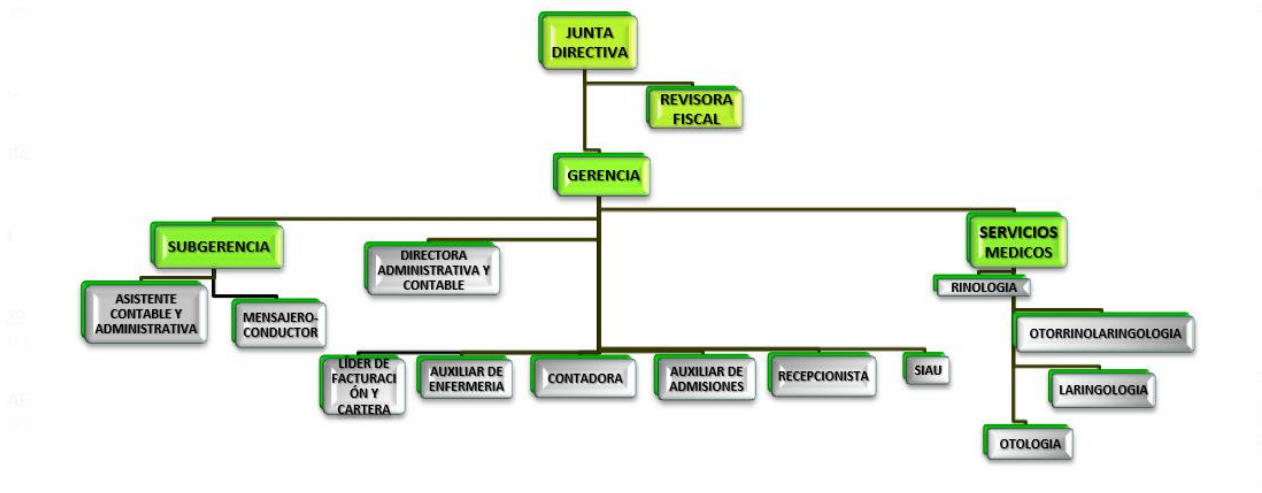 JUNTA
DIRECTIVA
REVISORA
FISCAL
GERENCIA
SUBGERENCIA
SERVICIOS
MEDICOS
DIRECTORA
ADMINISTRATIVA Y
CONTABLE
RINOLOGIA
ASISTENTE
CONTABLE Y
ADMINISTRATIVA
MENSAJERO-
CONDUCTOR
OTORRINOLARINGOLOGIA
LÍDER DE
FACTURACI
ÓN Y
CARTERA
AUXILIAR DE
ENFERMERIA
CONTADORA
AUXILIAR DE
ADMISIONES
RECEPCIONISTA
SIAU
LARINGOLOGIA
OTOLOGIA